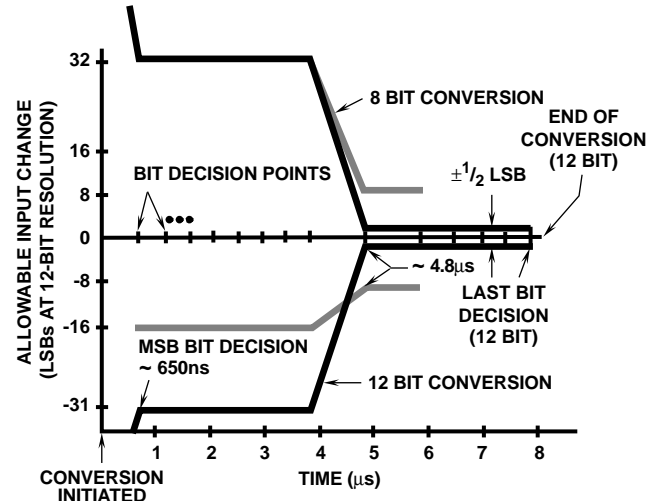 ALLOWABLE INPUT CHANGE
(LSBs AT 12-BIT RESOLUTION)
32
16
8
0
-8
-16
-31
8 BIT CONVERSION
END OF
CONVERSION
(12 BIT)
BIT DECISION POINTS
±1/2 LSB
~ 4.8μs
LAST BIT
DECISION
(12 BIT)
MSB BIT DECISION
~ 650ns
12 BIT CONVERSION
1 2 3 4 5 6 7 8
CONVERSION
INITIATED
TIME (μs)